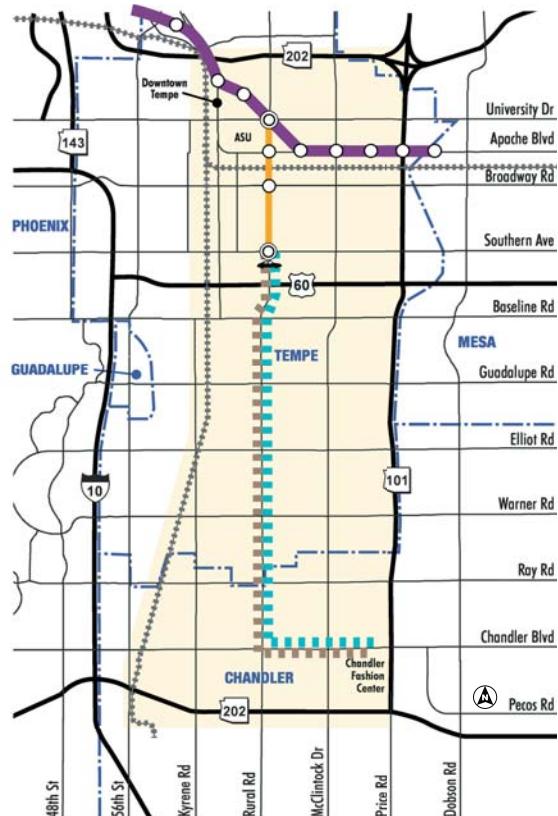 202
Downtown
Tempe
University Dr
ASU
Apache Blvd
143
Broadway Rd
PHOENIX
Southern Ave
60
Baseline Rd
TEMPE
MESA
GUADALUPE
Guadalupe Rd
Elliot Rd
10
101
Warner Rd
Ray Rd
Chandler Blvd
Chandler
Fashion
Center
CHANDLER
202
Pecos Rd
48th St
56th St
Kyrene Rd
Rural Rd
McClintock Dr
Price Rd
Dobson Rd